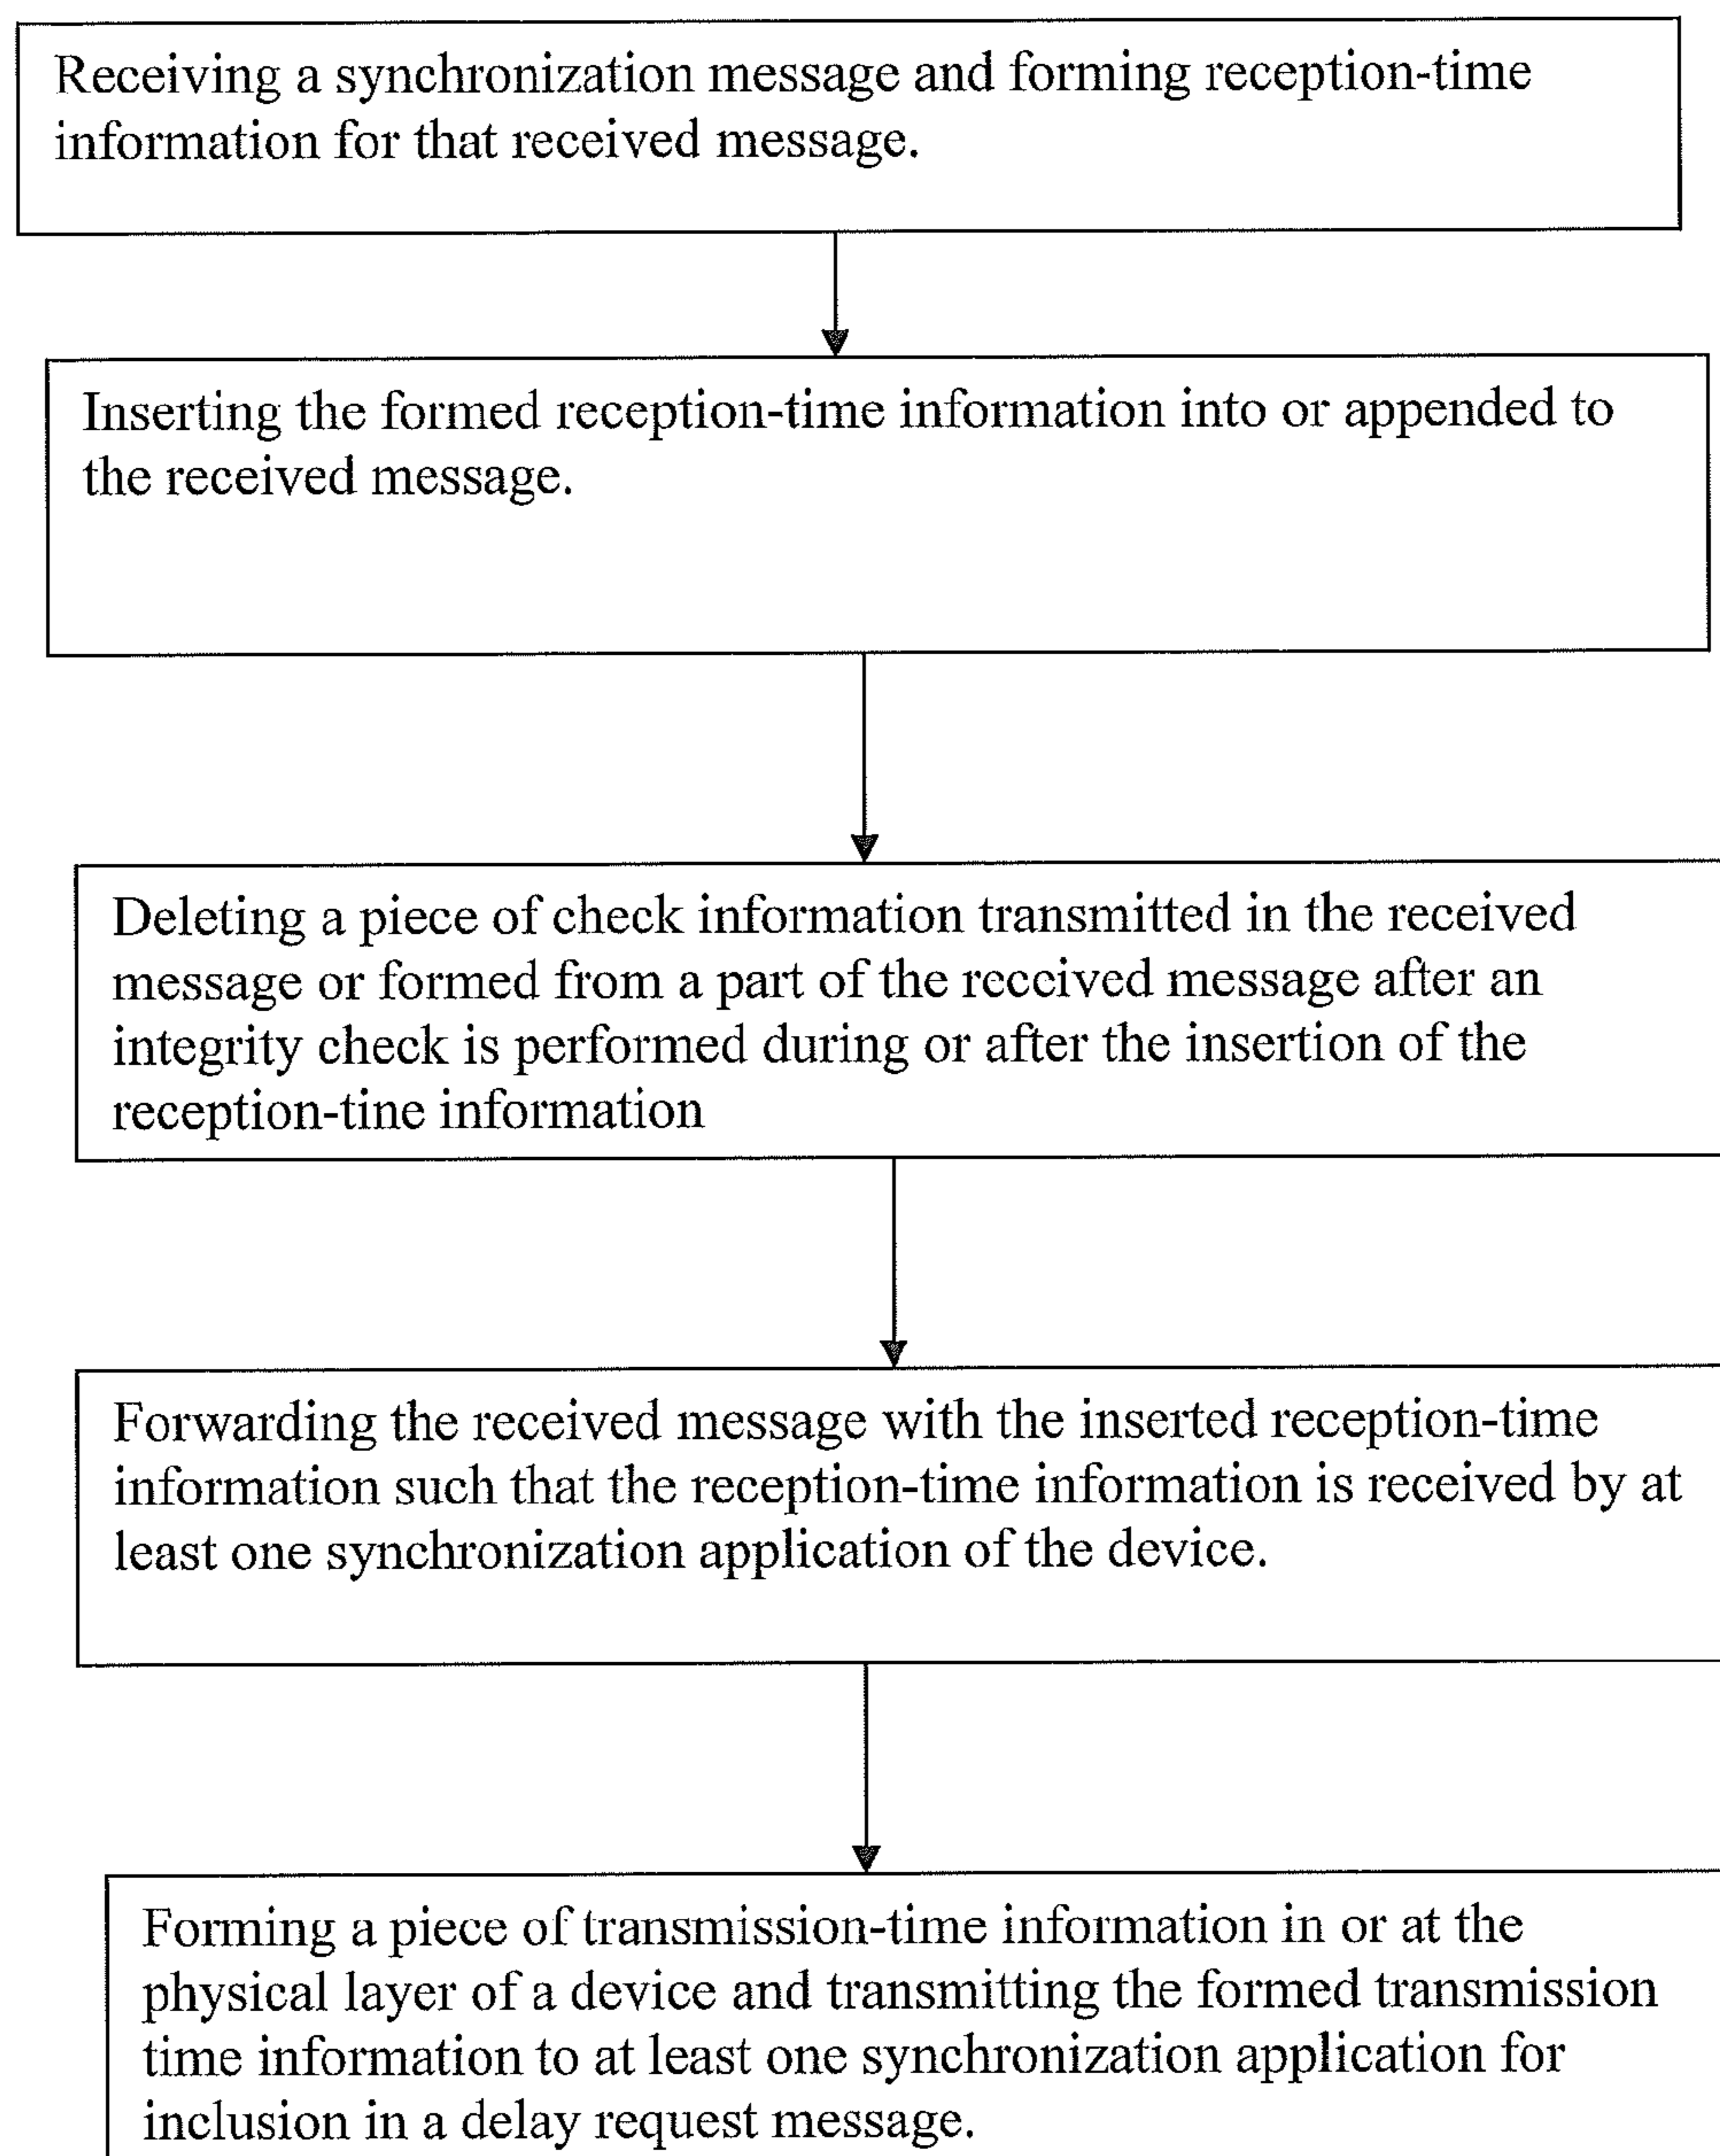 Receiving a synchronization message and forming reception-time
information for that received message.
Inserting the formed reception-time information into or appended to
the received message.
Deleting a piece of check information transmitted in the received
message or formed from a part of the received message after an
integrity check is performed during or after the insertion of the
reception-tine information
Forwarding the received message with the inserted reception-time
information such that the reception-time information is received by at
least one synchronization application of the device.
Forming a piece of transmission-time information in or at the
physical layer of a device and transmitting the formed transmission
time information to at least one synchronization application for
inclusion in a delay request message.